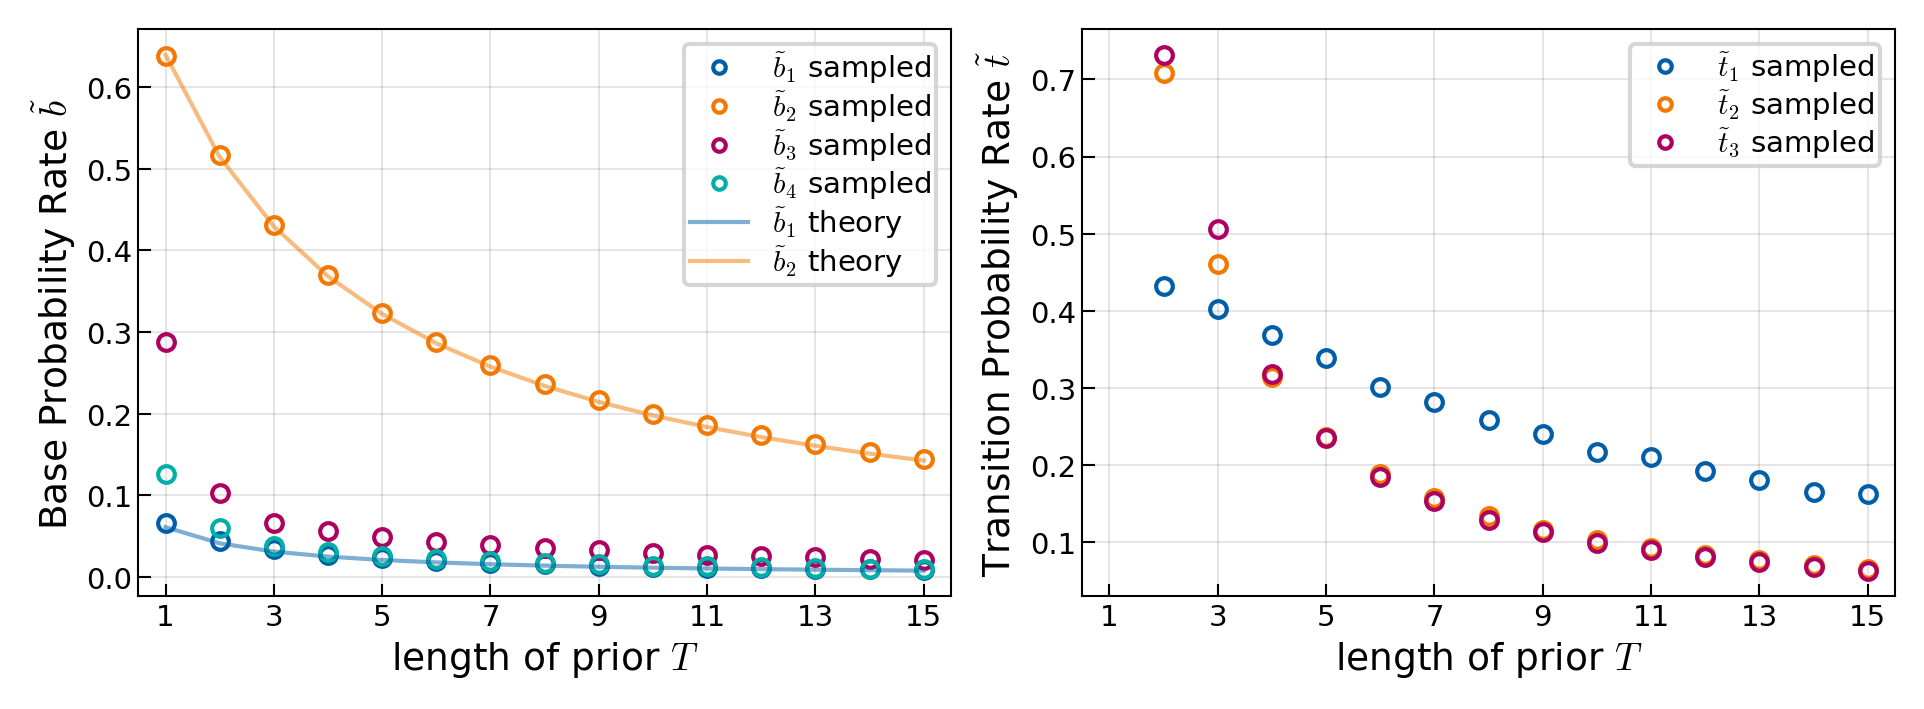 Base Probability Rate b̃
0.6
0.5
0.4
0.3
0.2
0.1
0.0
1 3 5 7 9 11 13 15
length of prior T
b̃₁ sampled
b̃₂ sampled
b̃₃ sampled
b̃₄ sampled
b̃₁ theory
b̃₂ theory
Transition Probability Rate t̃
0.7
0.6
0.5
0.4
0.3
0.2
0.1
1 3 5 7 9 11 13 15
length of prior T
t̃₁ sampled
t̃₂ sampled
t̃₃ sampled